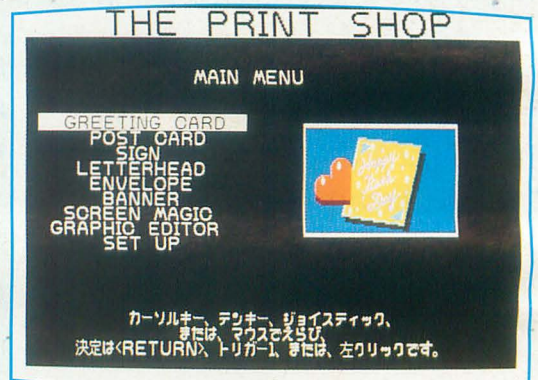 THE PRINT SHOP
MAIN MENU
GREETING CARD
POST CARD
SIGN
LETTERHEAD
ENVELOPE
BANNER
SCREEN MAGIC
GRAPHIC EDITOR
SET UP
カーソルキー、テンキー、ジョイスティック、
または、マウスでえらび、
決定は<RETURN>、トリガー1、または、左クリックです。